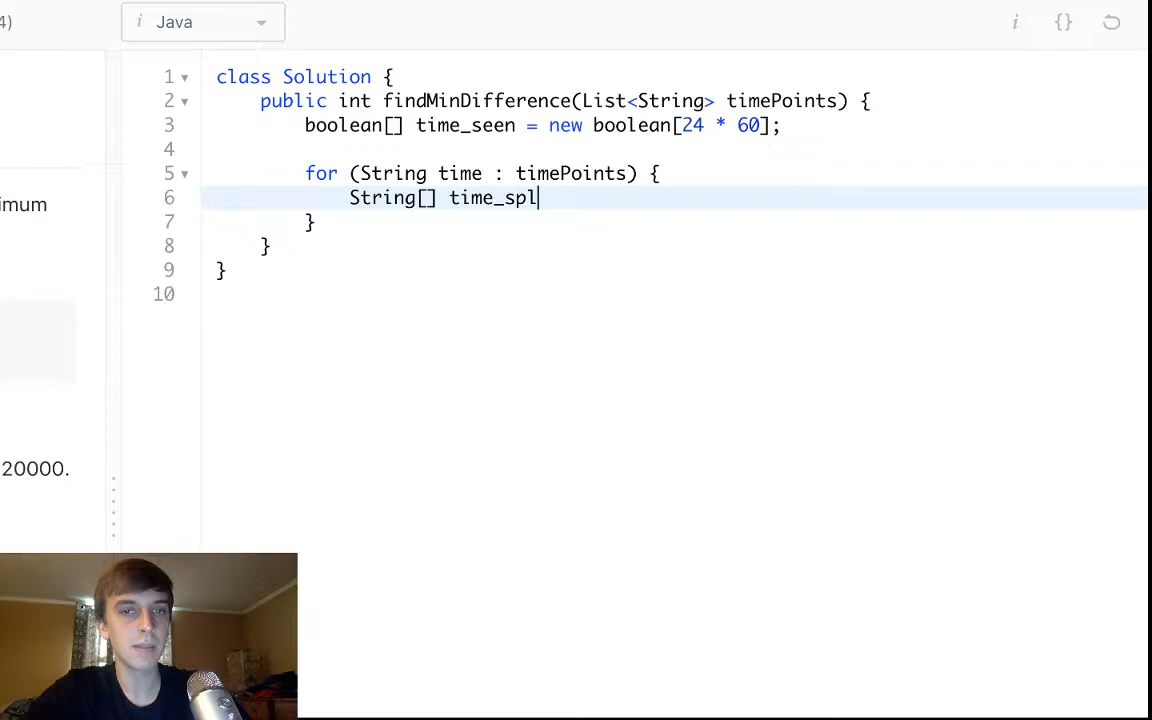 4)
i Java
i {}
imum
20000.
1 class Solution {
2 public int findMinDifference(List<String> timePoints) {
3 boolean[] time_seen = new boolean[24 * 60];
4
5 for (String time : timePoints) {
6 String[] time_spl
7 }
8 }
9 }
10